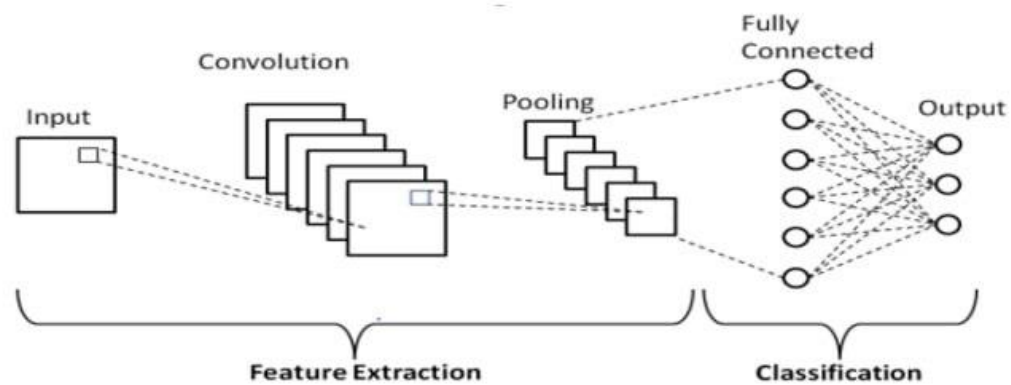 Input
Convolution
Pooling
Fully
Connected
Output
Feature Extraction
Classification